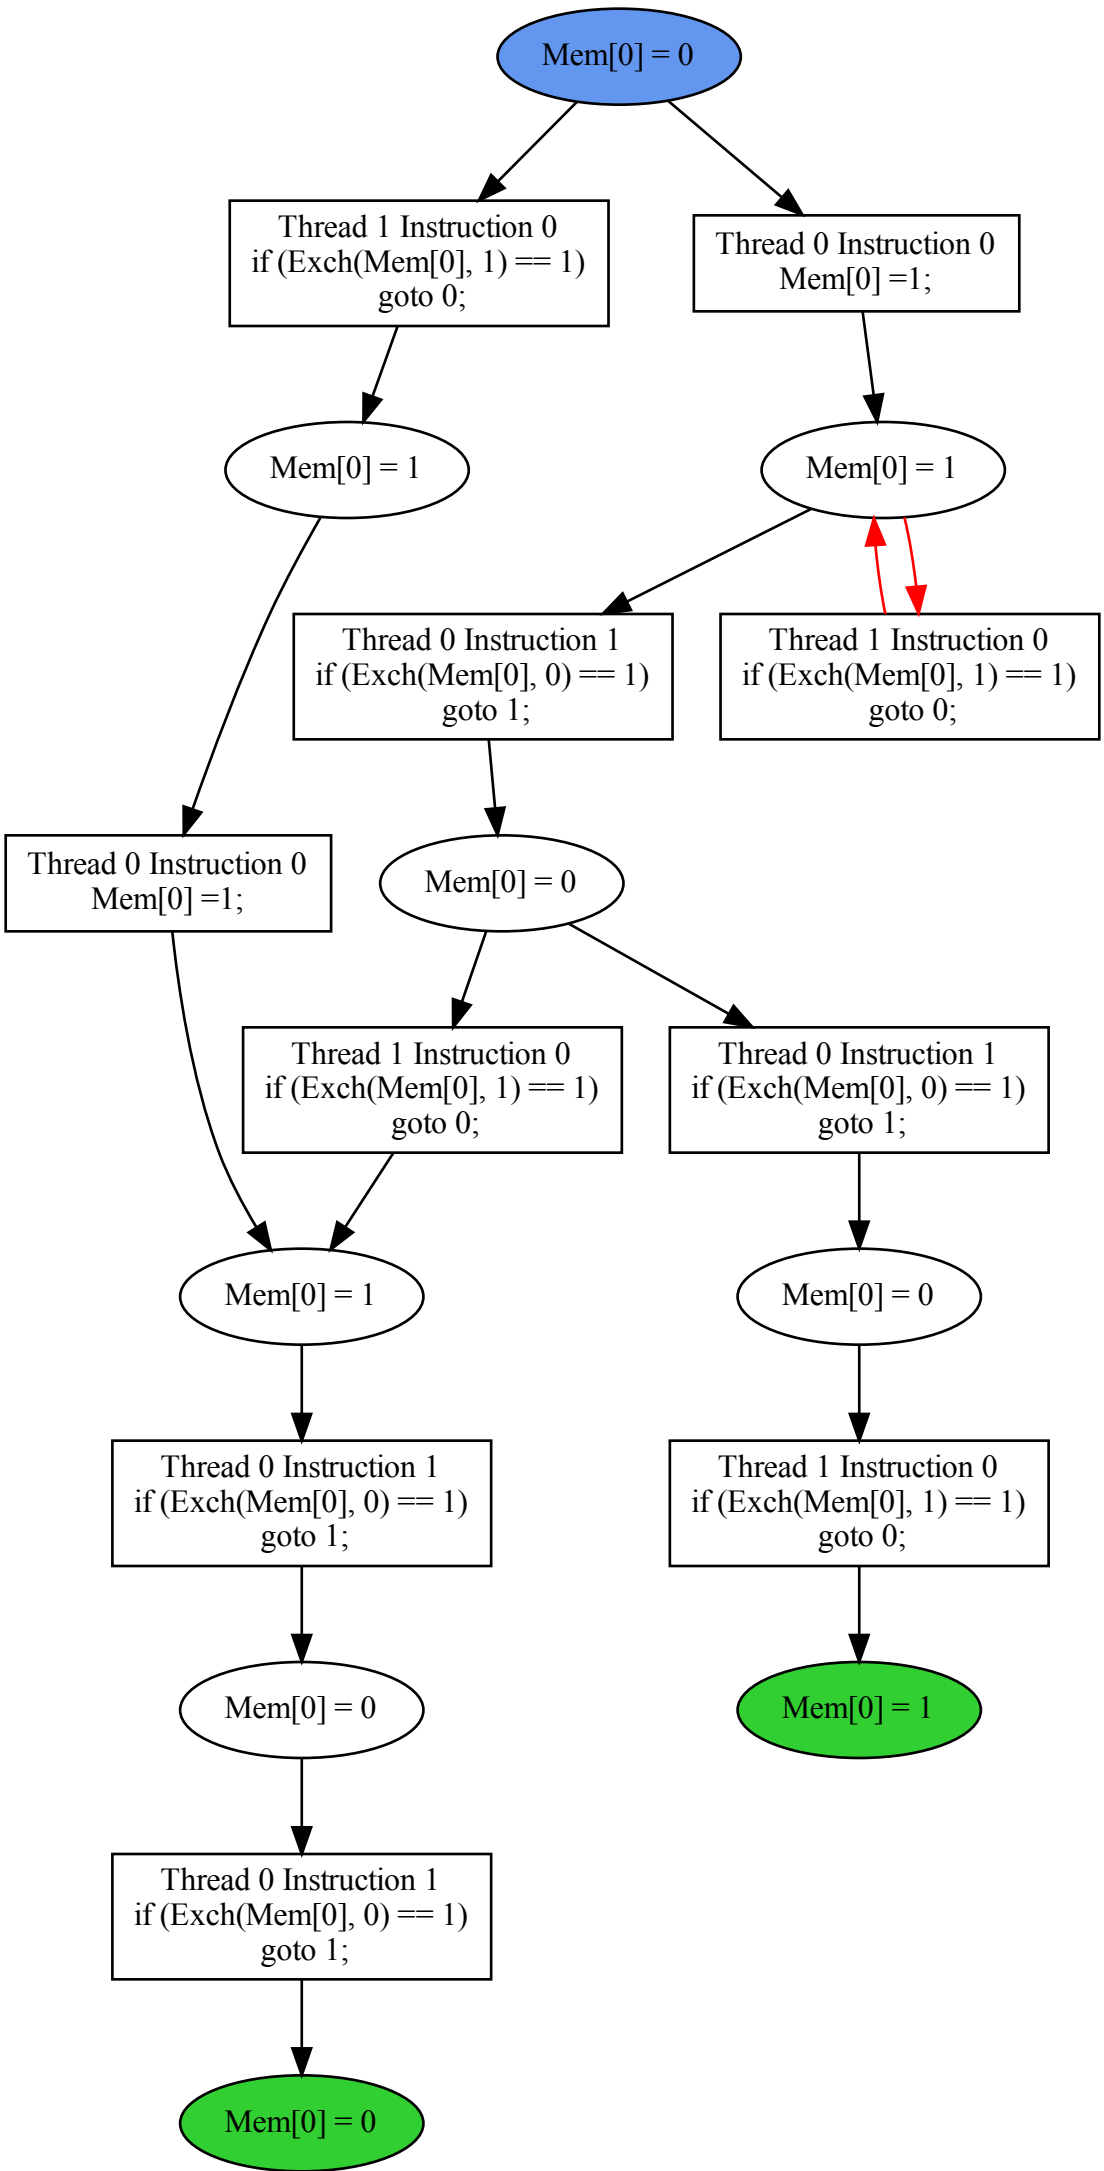 Mem[0] = 0
Thread 1 Instruction 0
if (Exch(Mem[0], 1) == 1)
goto 0;
Thread 0 Instruction 0
Mem[0] =1;
Mem[0] = 1
Mem[0] = 1
Thread 0 Instruction 1
if (Exch(Mem[0], 0) == 1)
goto 1;
Thread 1 Instruction 0
if (Exch(Mem[0], 1) == 1)
goto 0;
Thread 0 Instruction 0
Mem[0] =1;
Mem[0] = 0
Thread 1 Instruction 0
if (Exch(Mem[0], 1) == 1)
goto 0;
Thread 0 Instruction 1
if (Exch(Mem[0], 0) == 1)
goto 1;
Mem[0] = 1
Mem[0] = 0
Thread 0 Instruction 1
if (Exch(Mem[0], 0) == 1)
goto 1;
Thread 1 Instruction 0
if (Exch(Mem[0], 1) == 1)
goto 0;
Mem[0] = 0
Mem[0] = 1
Thread 0 Instruction 1
if (Exch(Mem[0], 0) == 1)
goto 1;
Mem[0] = 0